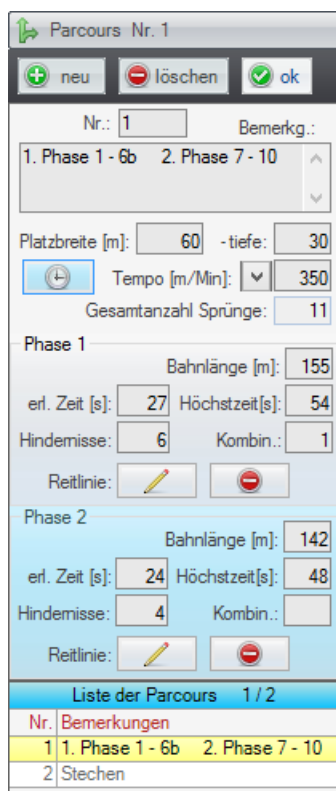 Parcours Nr. 1
neu löschen ok
Nr.: 1 Bemerkg.:
1. Phase 1 - 6b 2. Phase 7 - 10
Platzbreite [m]: 60 - tiefe: 30
Tempo [m/Min]: 350
Gesamtanzahl Sprünge: 11
Phase 1
Bahnlänge [m]: 155
erl. Zeit [s]: 27 Höchstzeit[s]: 54
Hindernisse: 6 Kombin.: 1
Reitlinie:
Phase 2
Bahnlänge [m]: 142
erl. Zeit [s]: 24 Höchstzeit[s]: 48
Hindernisse: 4 Kombin.:
Reitlinie:
Liste der Parcours 1 / 2
Nr. Bemerkungen
1 1. Phase 1 - 6b 2. Phase 7 - 10
2 Stechen